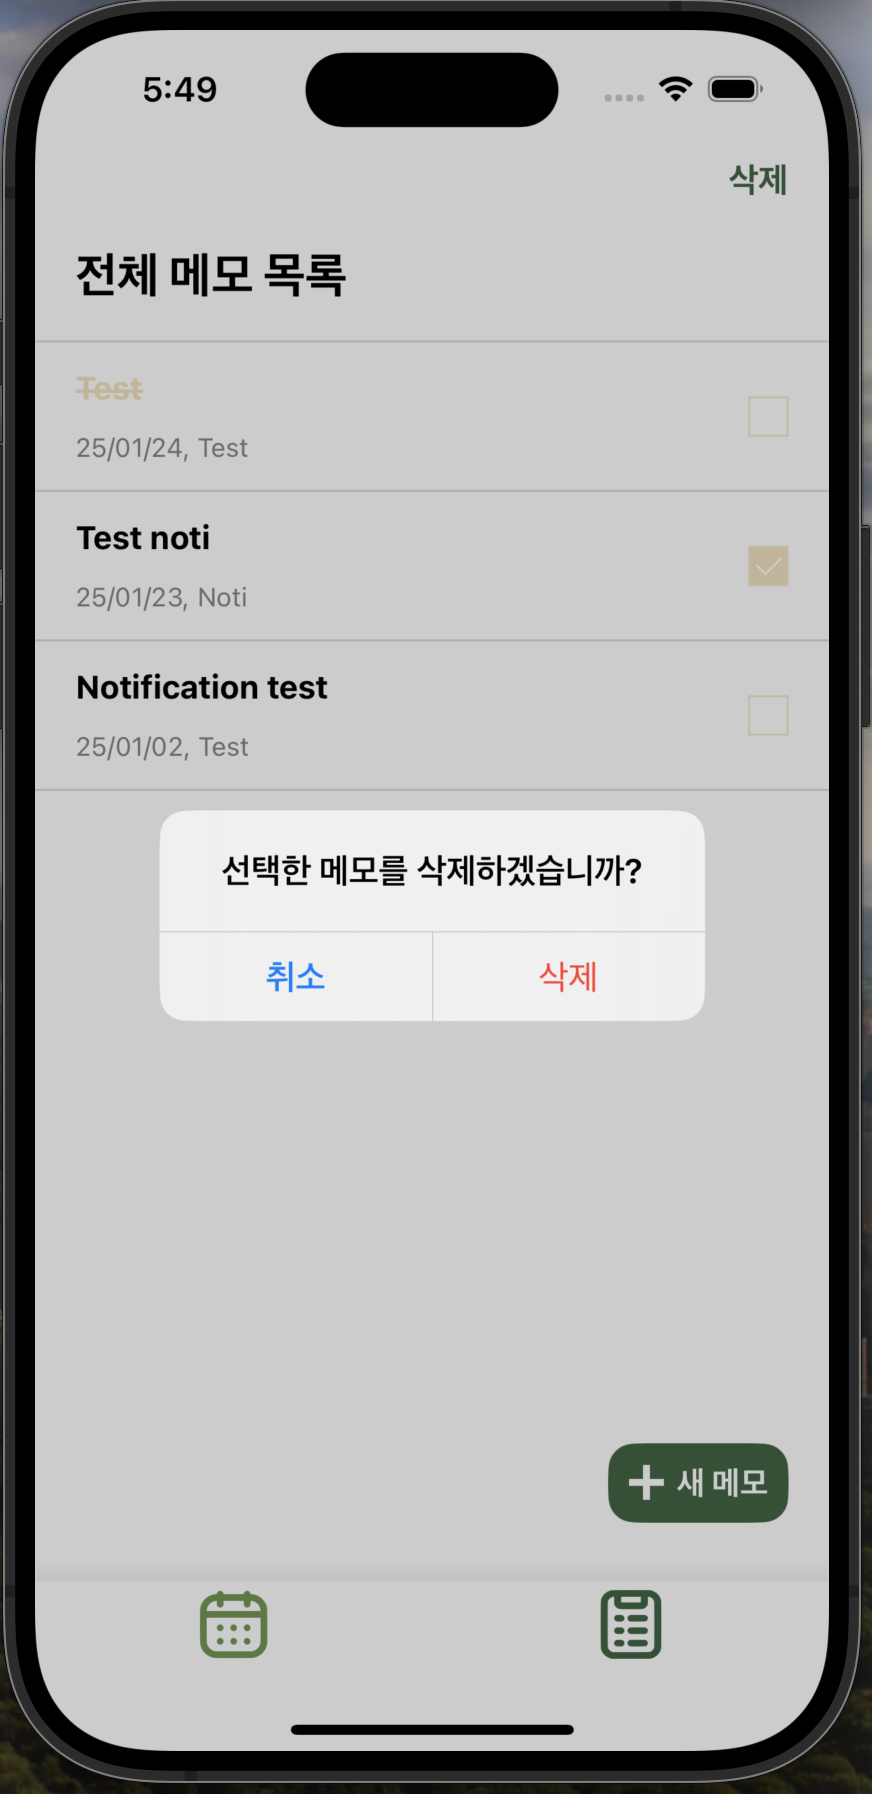 5:49
삭제
전체 메모 목록
Test
25/01/24, Test
Test noti
25/01/23, Noti
Notification test
25/01/02, Test
선택한 메모를 삭제하겠습니까?
취소
삭제
새 메모